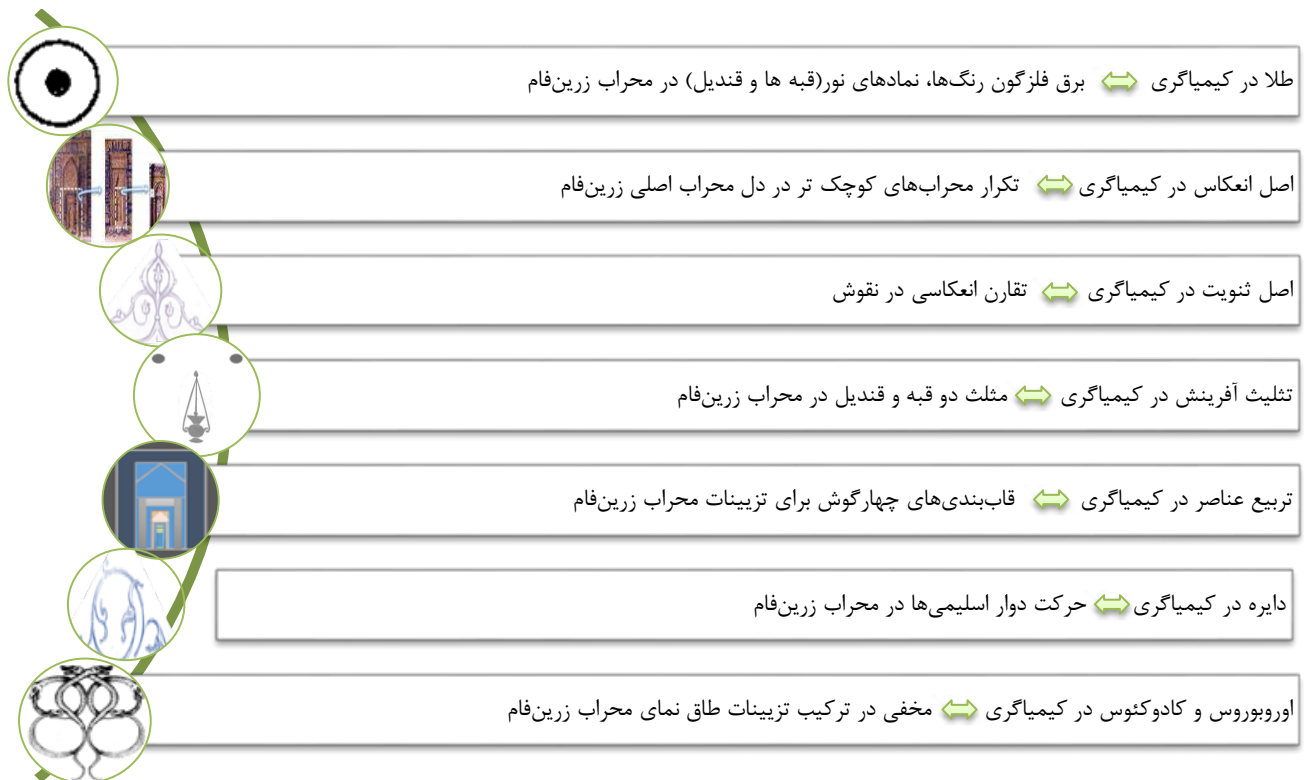 طلا در کیمیاگری ⇔ برق فلزگون رنگ‌ها، نمادهای نور(قبه ها و قندیل) در محراب زرین‌فام
اصل انعکاس در کیمیاگری ⇔ تکرار محراب‌های کوچک تر در دل محراب اصلی زرین‌فام
اصل ثنویت در کیمیاگری ⇔ تقارن انعکاسی در نقوش
تثلیث آفرینش در کیمیاگری ⇔ مثلث دو قبه و قندیل در محراب زرین‌فام
تربیع عناصر در کیمیاگری ⇔ قاب‌بندی‌های چهارگوش برای تزیینات محراب زرین‌فام
دایره در کیمیاگری ⇔ حرکت دوار اسلیمی‌ها در محراب زرین‌فام
اوروبوروس و کادوکئوس در کیمیاگری ⇔ مخفی در ترکیب تزیینات طاق نمای محراب زرین‌فام